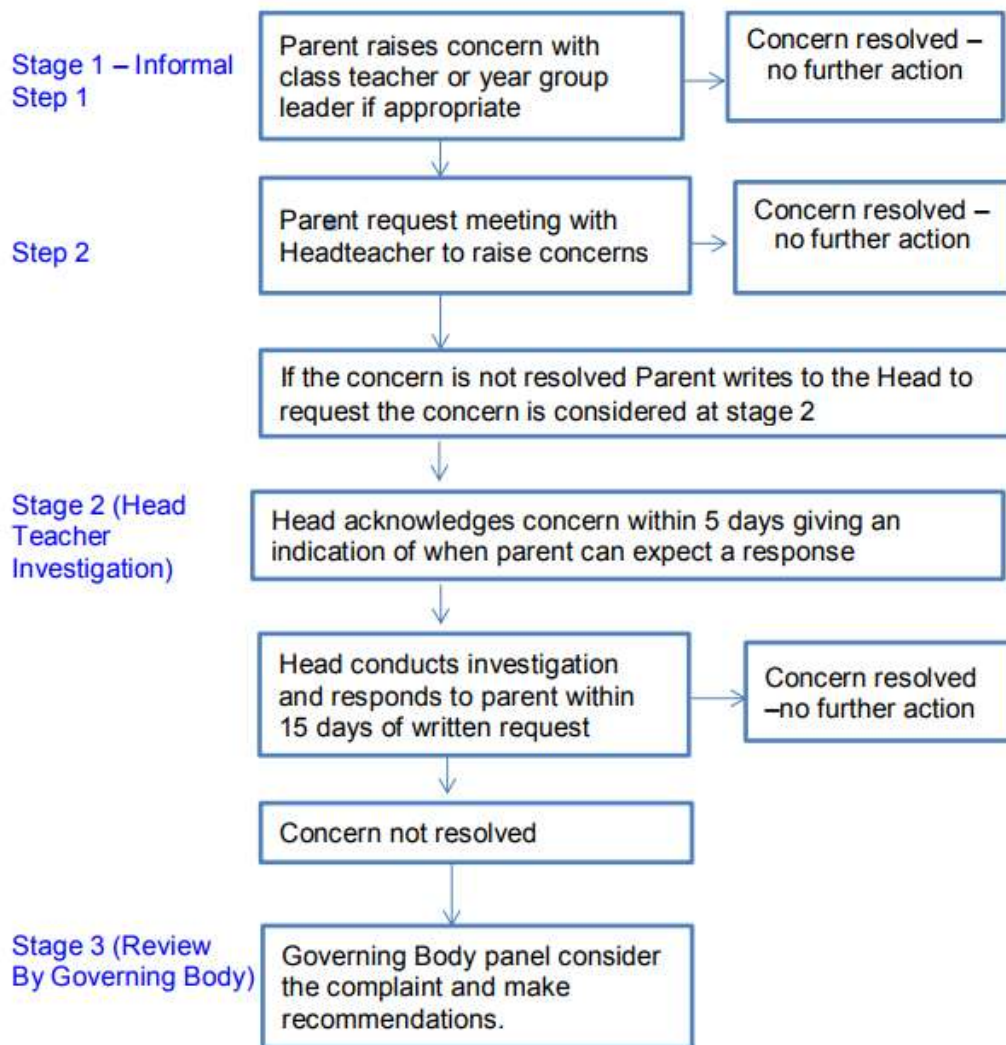 Stage 1 – Informal
Step 1
Parent raises concern with
class teacher or year group
leader if appropriate
Concern resolved –
no further action
Step 2
Parent request meeting with
Headteacher to raise concerns
Concern resolved –
no further action
If the concern is not resolved Parent writes to the Head to
request the concern is considered at stage 2
Stage 2 (Head
Teacher
Investigation)
Head acknowledges concern within 5 days giving an
indication of when parent can expect a response
Head conducts investigation
and responds to parent within
15 days of written request
Concern resolved
–no further action
Concern not resolved
Stage 3 (Review
By Governing Body)
Governing Body panel consider
the complaint and make
recommendations.